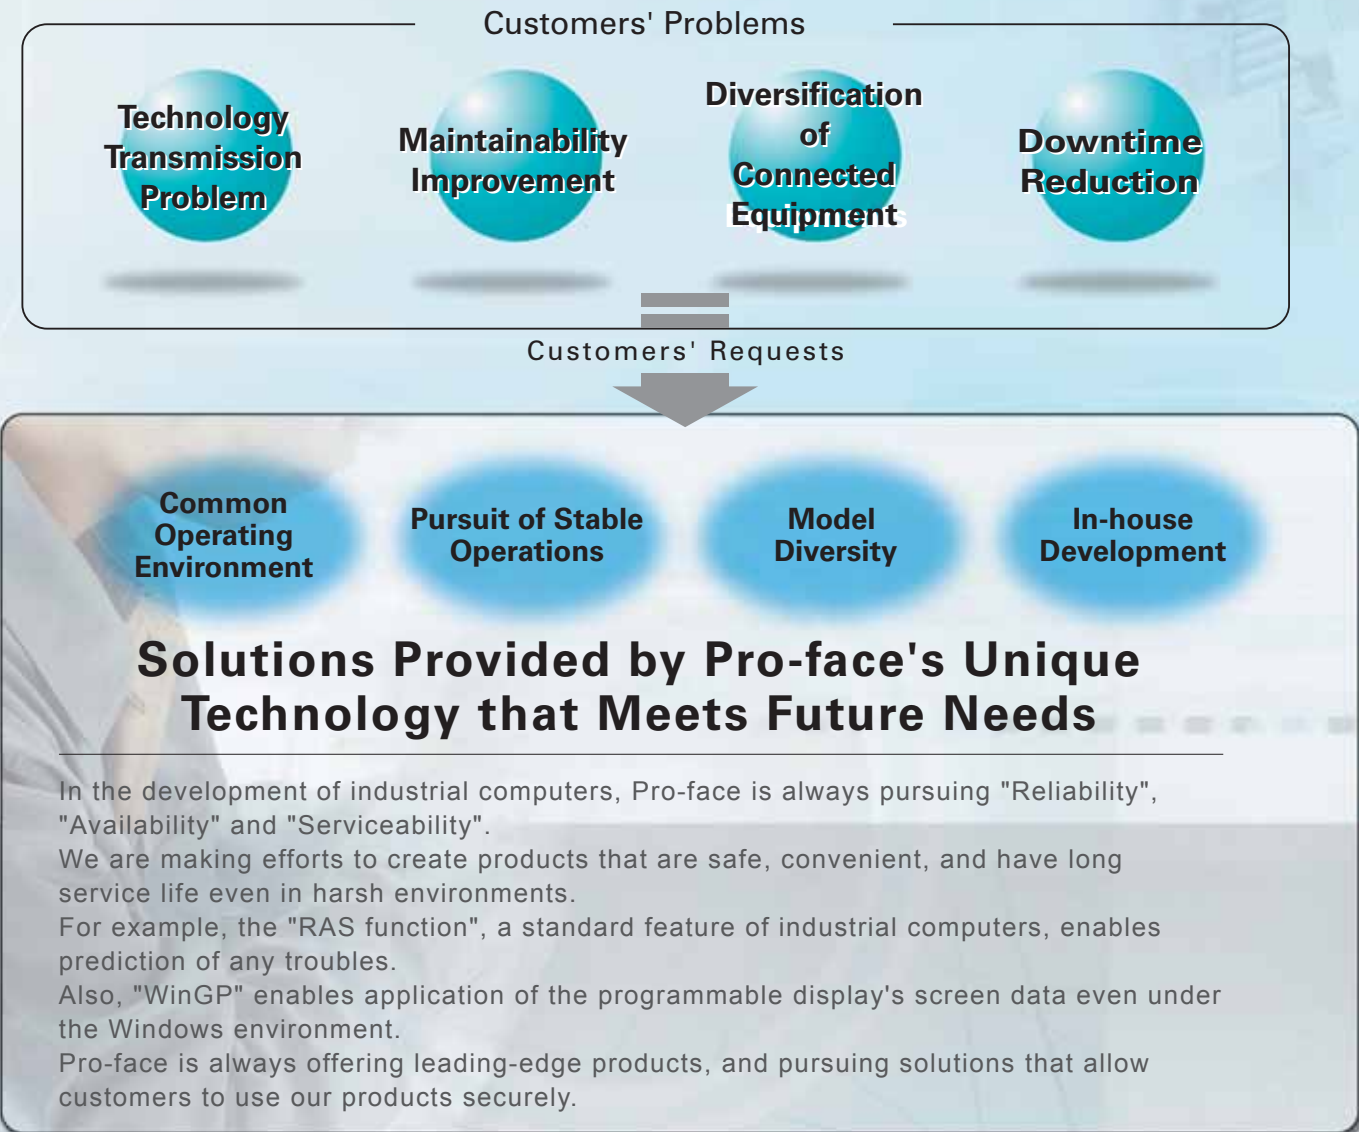 Customers' Problems
Technology
Transmission
Problem
Maintainability
Improvement
Diversification
of
Connected
Equipment
Downtime
Reduction
Customers' Requests
Common
Operating
Environment
Pursuit of Stable
Operations
Model
Diversity
In-house
Development
Solutions Provided by Pro-face's Unique
Technology that Meets Future Needs
In the development of industrial computers, Pro-face is always pursuing "Reliability",
"Availability" and "Serviceability".
We are making efforts to create products that are safe, convenient, and have long
service life even in harsh environments.
For example, the "RAS function", a standard feature of industrial computers, enables
prediction of any troubles.
Also, "WinGP" enables application of the programmable display's screen data even under
the Windows environment.
Pro-face is always offering leading-edge products, and pursuing solutions that allow
customers to use our products securely.